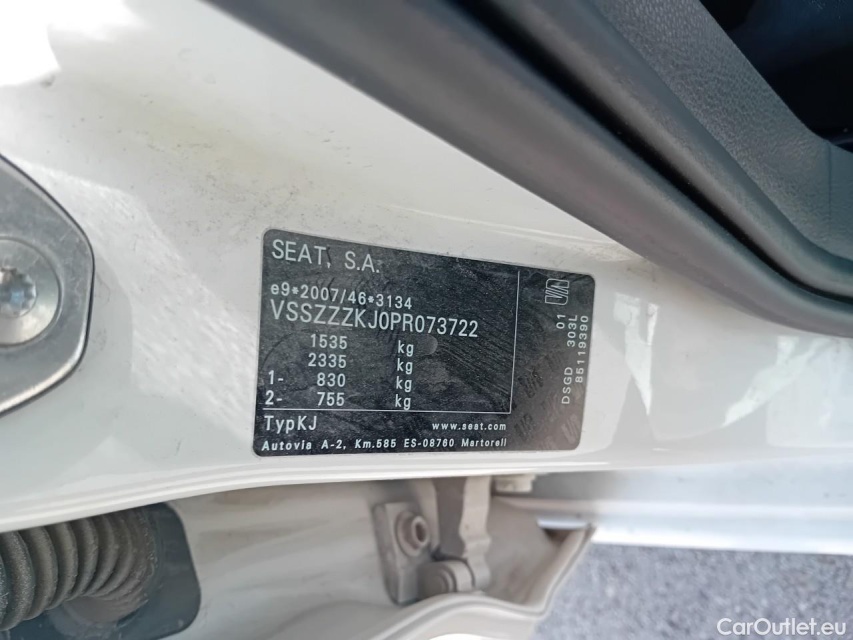 SEAT, S.A.
e9*2007/46*3134
VSSZZZKJ0PR073722
1535 kg
2335 kg
1- 830 kg
2- 755 kg
TypKJ www.seat.com
Autovia A-2, Km.585 ES-08760 Martorell
01
DSGD 303L
85119390
CarOutlet.eu